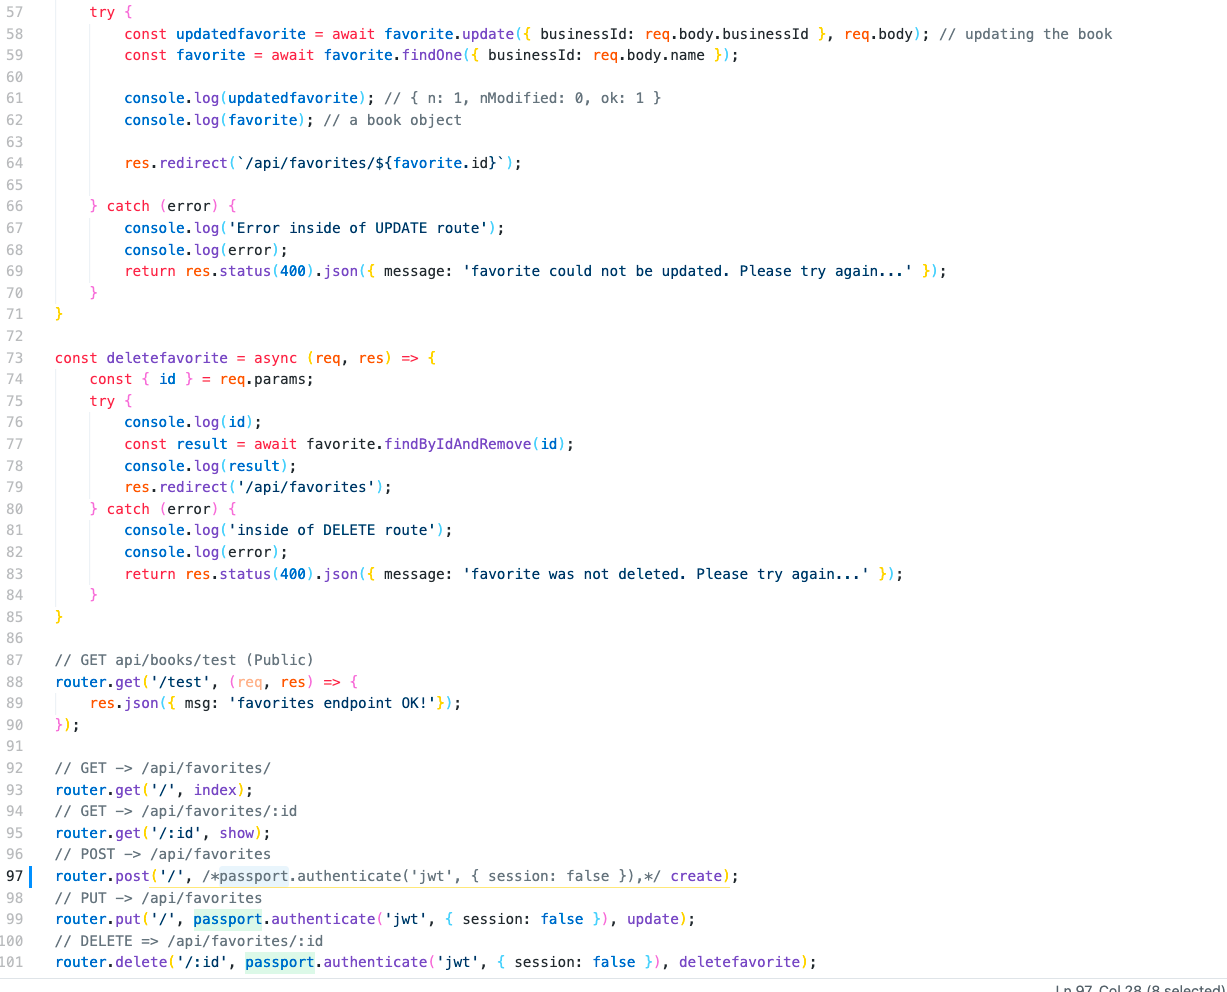 57 try {
58 const updatedfavorite = await favorite.update({ businessId: req.body.businessId }, req.body); // updating the book
59 const favorite = await favorite.findOne({ businessId: req.body.name });
60
61 console.log(updatedfavorite); // { n: 1, nModified: 0, ok: 1 }
62 console.log(favorite); // a book object
63
64 res.redirect(`/api/favorites/${favorite.id}`);
65
66 } catch (error) {
67 console.log('Error inside of UPDATE route');
68 console.log(error);
69 return res.status(400).json({ message: 'favorite could not be updated. Please try again...' });
70 }
71 }
72
73 const deletefavorite = async (req, res) => {
74 const { id } = req.params;
75 try {
76 console.log(id);
77 const result = await favorite.findByIdAndRemove(id);
78 console.log(result);
79 res.redirect('/api/favorites');
80 } catch (error) {
81 console.log('inside of DELETE route');
82 console.log(error);
83 return res.status(400).json({ message: 'favorite was not deleted. Please try again...' });
84 }
85 }
86
87 // GET api/books/test (Public)
88 router.get('/test', (req, res) => {
89 res.json({ msg: 'favorites endpoint OK!'});
90 });
91
92 // GET -> /api/favorites/
93 router.get('/', index);
94 // GET -> /api/favorites/:id
95 router.get('/:id', show);
96 // POST -> /api/favorites
97 router.post('/', /*passport.authenticate('jwt', { session: false }),*/ create);
98 // PUT -> /api/favorites
99 router.put('/', passport.authenticate('jwt', { session: false }), update);
100 // DELETE => /api/favorites/:id
101 router.delete('/:id', passport.authenticate('jwt', { session: false }), deletefavorite);
Ln 97, Col 28 (8 selected)